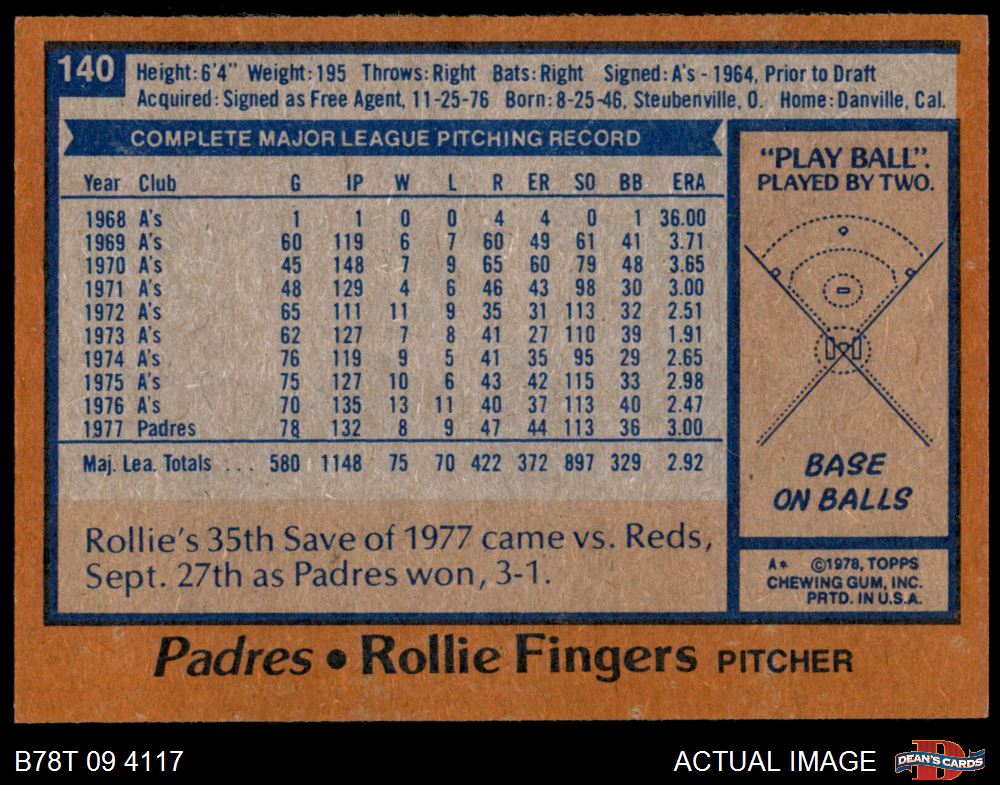 140
Height: 6'4" Weight: 195 Throws: Right Bats: Right Signed: A's - 1964, Prior to Draft
Acquired: Signed as Free Agent, 11-25-76 Born: 8-25-46, Steubenville, O. Home: Danville, Cal.
COMPLETE MAJOR LEAGUE PITCHING RECORD
Year Club G IP W L R ER SO BB ERA
1968 A's 1 1 0 0 4 4 0 1 36.00
1969 A's 60 119 6 7 60 49 61 41 3.71
1970 A's 45 148 7 9 65 60 79 48 3.65
1971 A's 48 129 4 6 46 43 98 30 3.00
1972 A's 65 111 11 9 35 31 113 32 2.51
1973 A's 62 127 7 8 41 27 110 39 1.91
1974 A's 76 119 9 5 41 35 95 29 2.65
1975 A's 75 127 10 6 43 42 115 33 2.98
1976 A's 70 135 13 11 40 37 113 40 2.47
1977 Padres 78 132 8 9 47 44 113 36 3.00
Maj. Lea. Totals ... 580 1148 75 70 422 372 897 329 2.92
Rollie's 35th Save of 1977 came vs. Reds,
Sept. 27th as Padres won, 3-1.
"PLAY BALL".
PLAYED BY TWO.
BASE
ON BALLS
A* ©1978, TOPPS
CHEWING GUM, INC.
PRTD. IN U.S.A.
Padres • Rollie Fingers PITCHER
B78T 09 4117
ACTUAL IMAGE
DEAN'S CARDS